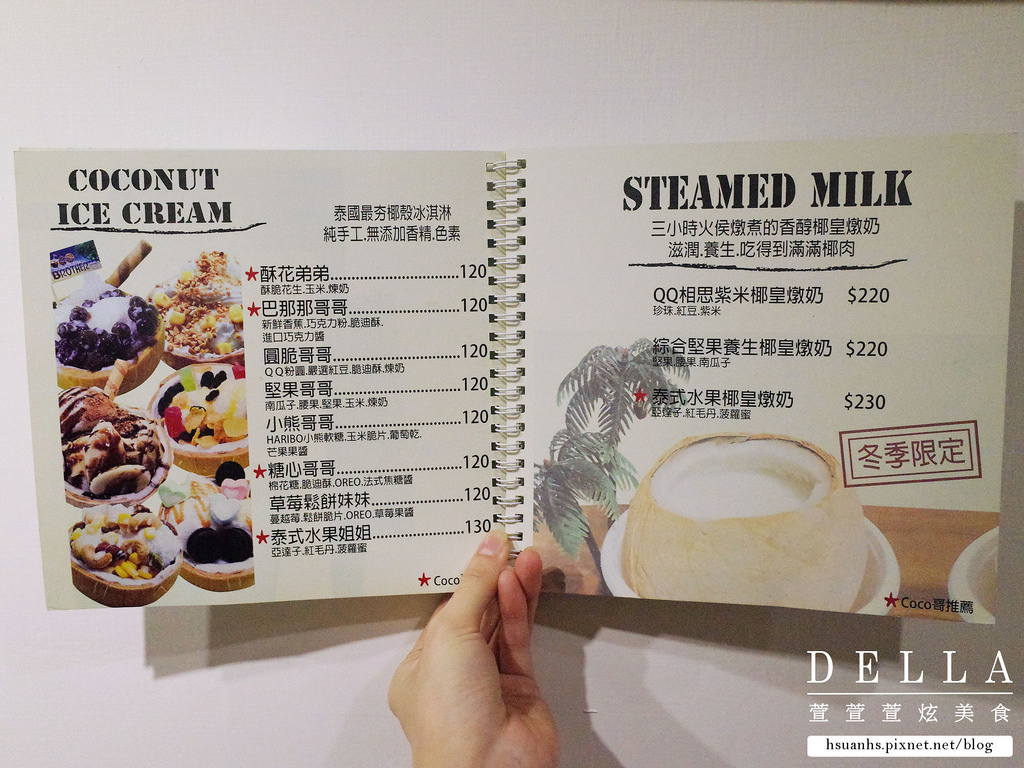 COCONUT
ICE CREAM
泰國最夯椰殼冰淇淋
純手工.無添加香精.色素
BROTHER
酥花弟弟..............................120
酥脆花生.玉米.煉奶
巴那那哥哥..........................120
新鮮香蕉.巧克力粉.脆迪酥.
進口巧克力醬
圓脆哥哥..............................120
QQ粉圓.嚴選紅豆.脆迪酥.煉奶
堅果哥哥..............................120
南瓜子.腰果.堅果.玉米.煉奶
小熊哥哥..............................120
HARIBO小熊軟糖.玉米脆片.葡萄乾.
芒果果醬
糖心哥哥..............................120
棉花糖.脆迪酥.OREO.法式焦糖醬
草莓鬆餅妹妹......................120
蔓越莓.鬆餅脆片.OREO.草莓果醬
泰式水果姐姐......................130
亞達子.紅毛丹.菠蘿蜜
Coco
STEAMED MILK
三小時火侯燉煮的香醇椰皇燉奶
滋潤.養生.吃得到滿滿椰肉
QQ相思紫米椰皇燉奶 $220
珍珠.紅豆.紫米
綜合堅果養生椰皇燉奶 $220
堅果.腰果.南瓜子
泰式水果椰皇燉奶 $230
亞達子.紅毛丹.菠蘿蜜
冬季限定
Coco哥推薦
DELLA
萱萱萱炫美食
hsuanhs.pixnet.net/blog